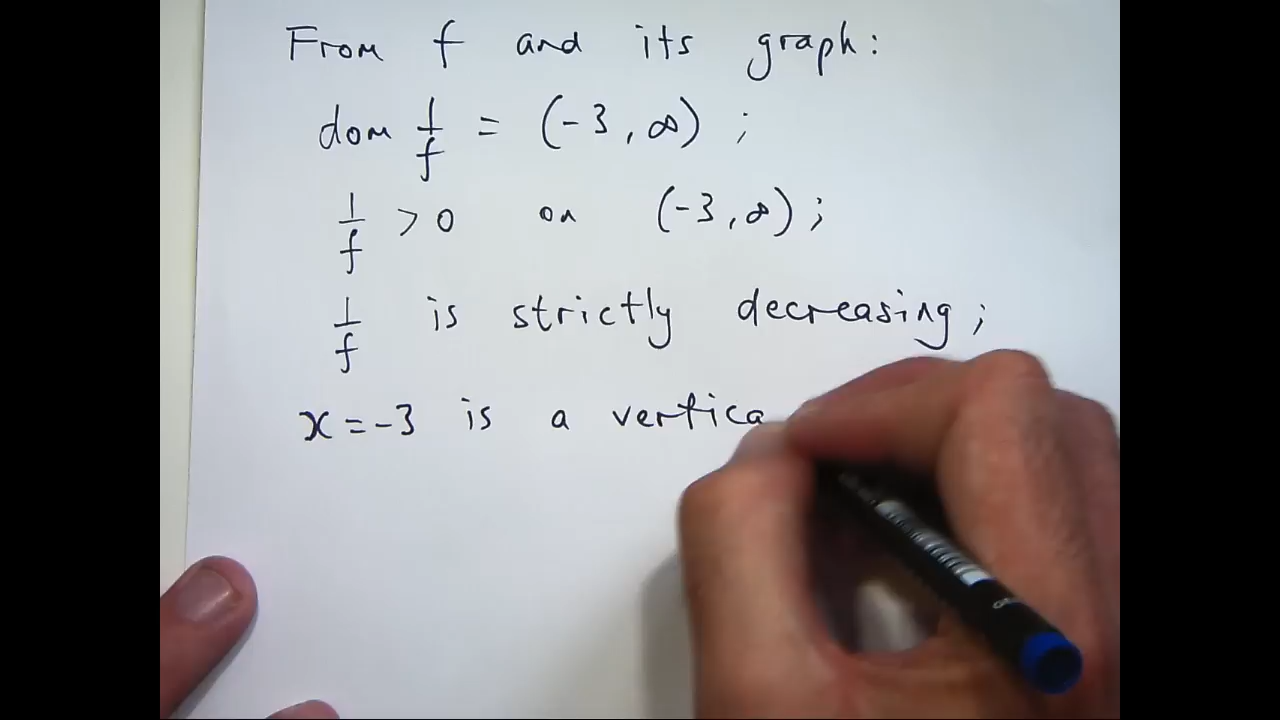 From f and its graph:
dom 1/f = (-3, ∞) ;
1/f > 0 on (-3, ∞) ;
1/f is strictly decreasing ;
x = -3 is a vertica